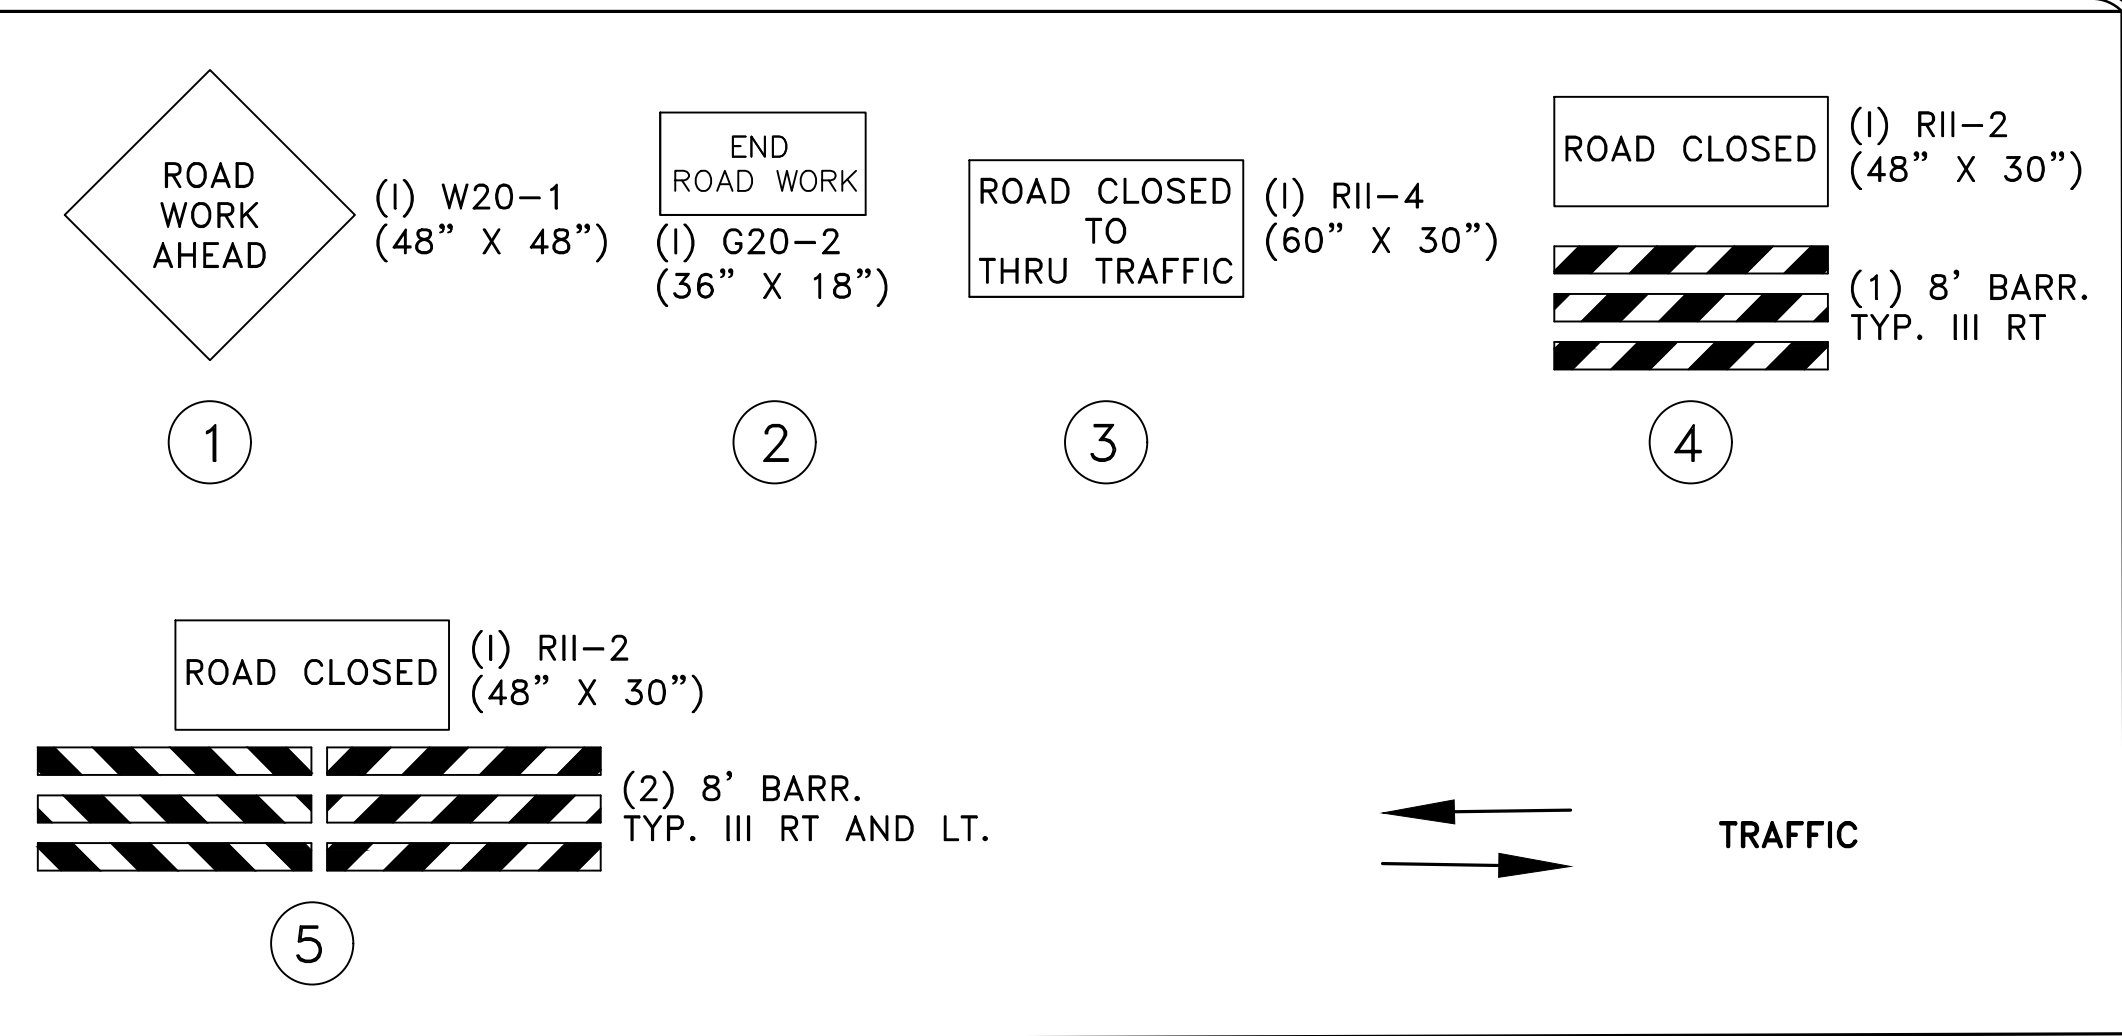 ROAD
WORK
AHEAD
(I) W20-1
(48" X 48")
1
END
ROAD WORK
(I) G20-2
(36" X 18")
2
ROAD CLOSED
TO
THRU TRAFFIC
(I) RII-4
(60" X 30")
3
ROAD CLOSED
(I) RII-2
(48" X 30")
(1) 8' BARR.
TYP. III RT
4
ROAD CLOSED
(I) RII-2
(48" X 30")
(2) 8' BARR.
TYP. III RT AND LT.
5
TRAFFIC